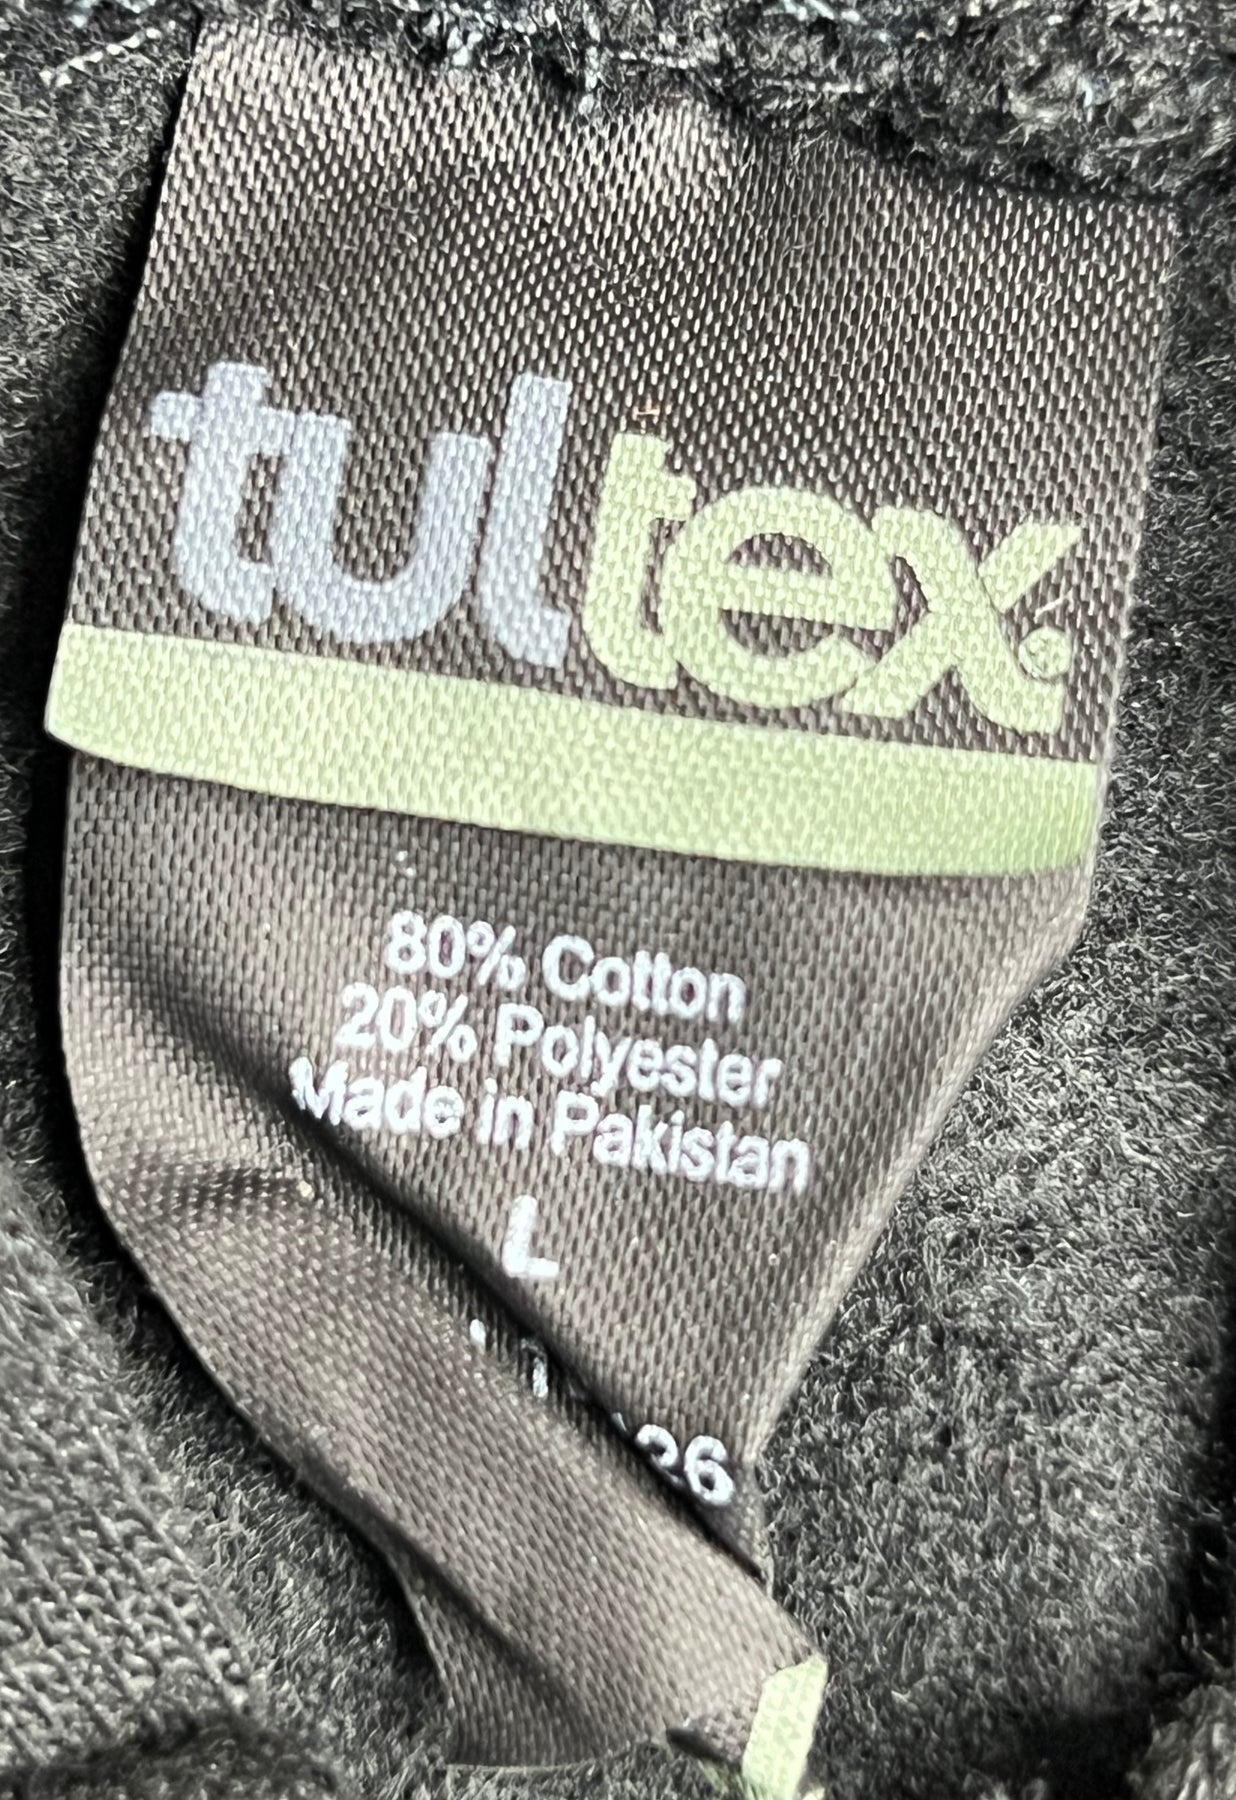 tultex®
80% Cotton
20% Polyester
Made in Pakistan
L